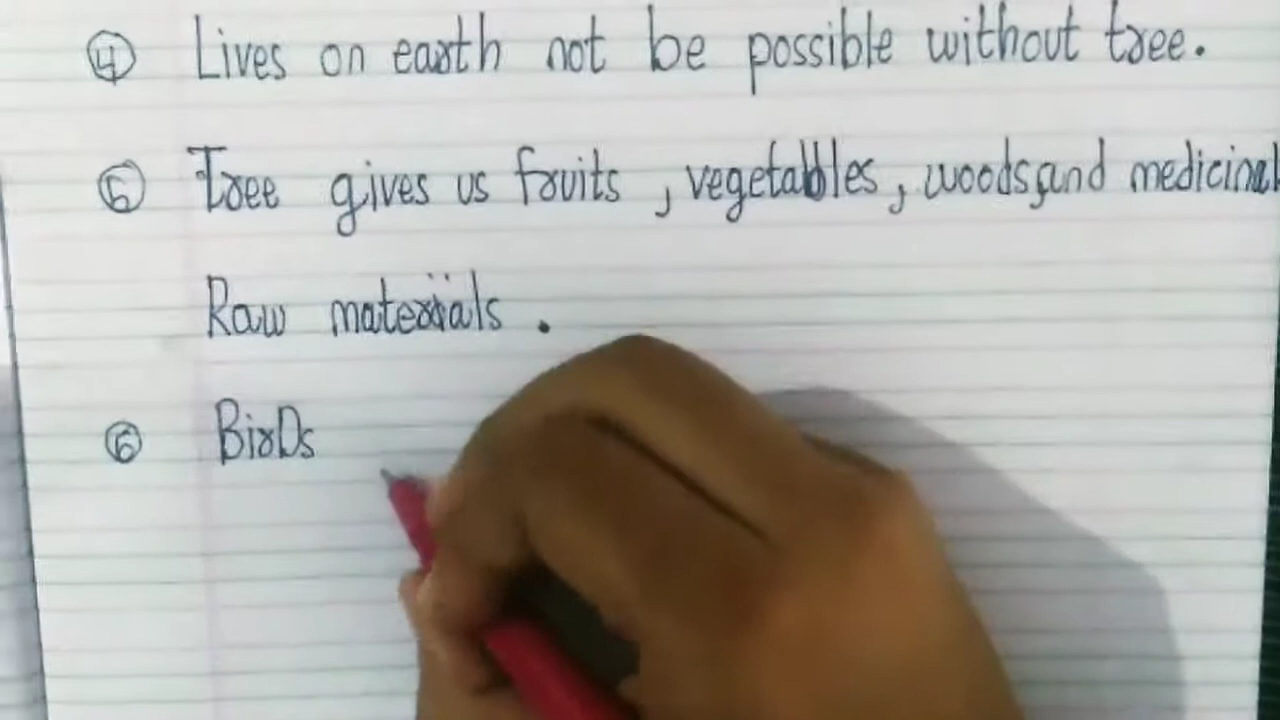 ④ Lives on earth not be possible without tree.
⑤ Tree gives us fruits , vegetables, woods,and medicinal
Raw materials .
⑥ BirDs